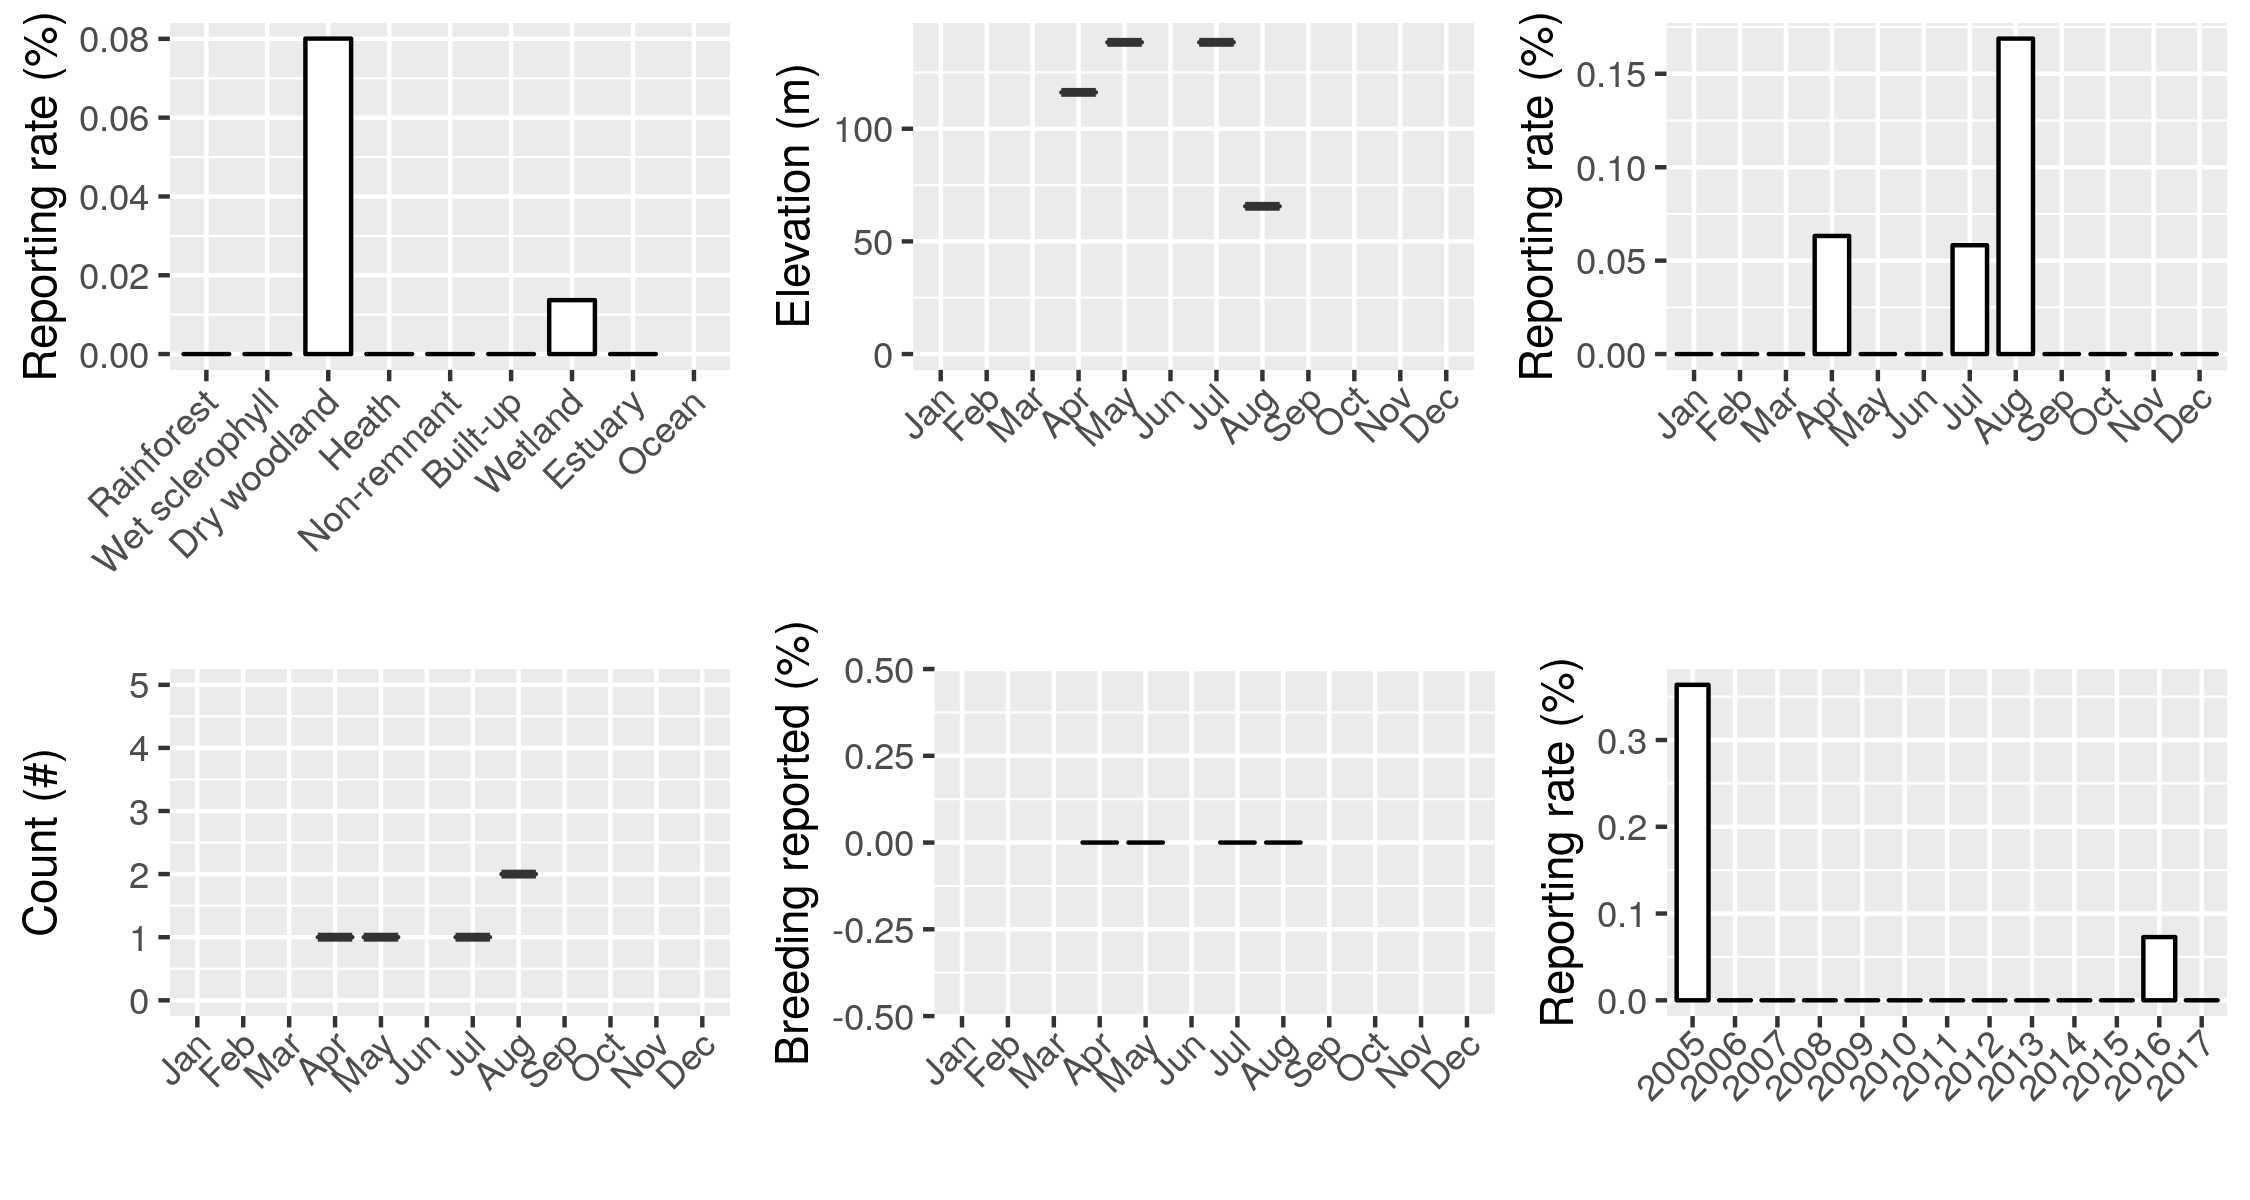 Reporting rate (%)
0.08
0.06
0.04
0.02
0.00
Rainforest
Wet sclerophyll
Dry woodland
Heath
Non-remnant
Built-up
Wetland
Estuary
Ocean
Elevation (m)
100
50
0
Jan
Feb
Mar
Apr
May
Jun
Jul
Aug
Sep
Oct
Nov
Dec
Reporting rate (%)
0.15
0.10
0.05
0.00
Jan
Feb
Mar
Apr
May
Jun
Jul
Aug
Sep
Oct
Nov
Dec
Count (#)
5
4
3
2
1
0
Jan
Feb
Mar
Apr
May
Jun
Jul
Aug
Sep
Oct
Nov
Dec
Breeding reported (%)
0.50
0.25
0.00
-0.25
-0.50
Jan
Feb
Mar
Apr
May
Jun
Jul
Aug
Sep
Oct
Nov
Dec
Reporting rate (%)
0.3
0.2
0.1
0.0
2005
2006
2007
2008
2009
2010
2011
2012
2013
2014
2015
2016
2017